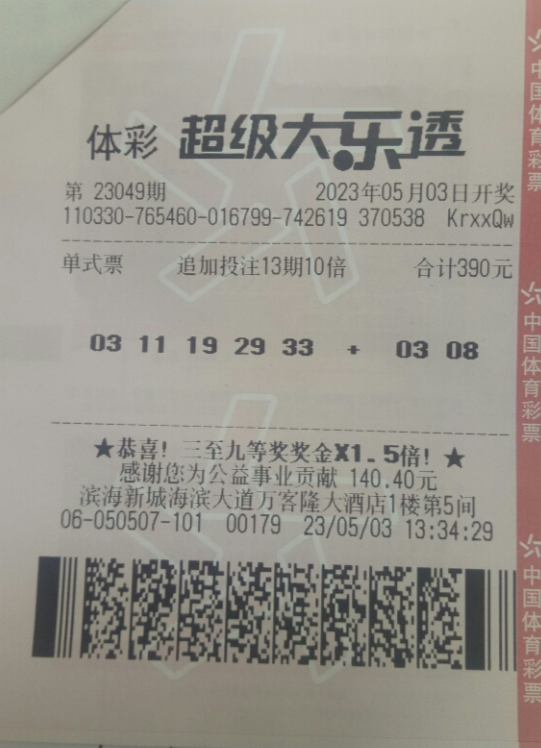 体彩 超级大乐透
第 23049期 2023年05月03日开奖
110330-765460-016799-742619 370538 KrxxQw
单式票 追加投注13期10倍 合计390元
03 11 19 29 33 + 03 08
★恭喜! 三至九等奖奖金X1.5倍! ★
感谢您为公益事业贡献 140.40元
滨海新城海滨大道万客隆大酒店1楼第5间
06-050507-101 00179 23/05/03 13:34:29
中国体育彩票
中国体育彩票
中国体育彩票